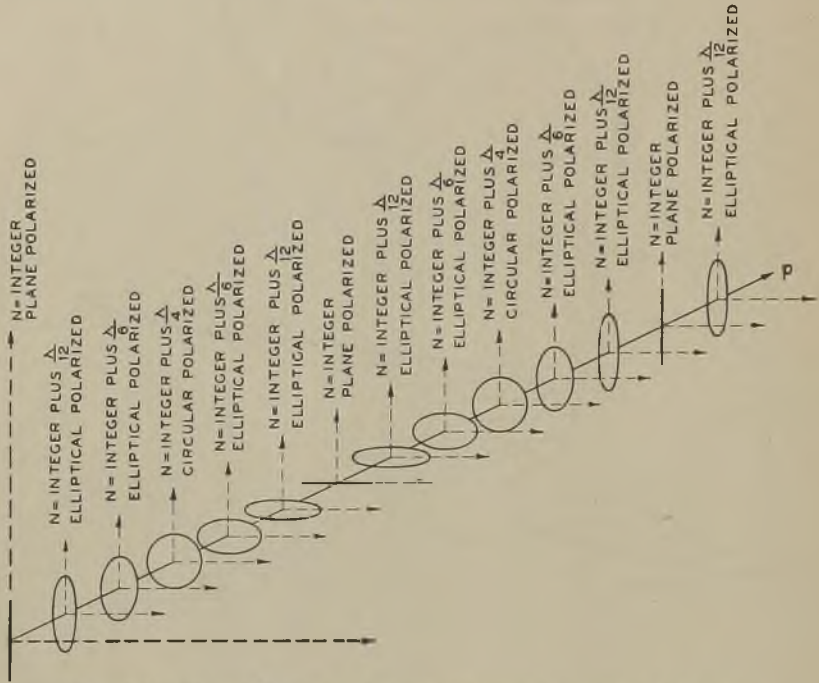 N=INTEGER
PLANE POLARIZED
N=INTEGER PLUS λ/12
ELLIPTICAL POLARIZED
N=INTEGER PLUS λ/6
ELLIPTICAL POLARIZED
N=INTEGER PLUS λ/4
CIRCULAR POLARIZED
N=INTEGER PLUS λ/6
ELLIPTICAL POLARIZED
N=INTEGER PLUS λ/12
ELLIPTICAL POLARIZED
N=INTEGER
PLANE POLARIZED
N=INTEGER PLUS λ/12
ELLIPTICAL POLARIZED
N=INTEGER PLUS λ/6
ELLIPTICAL POLARIZED
N=INTEGER PLUS λ/4
CIRCULAR POLARIZED
N=INTEGER PLUS λ/6
ELLIPTICAL POLARIZED
N=INTEGER PLUS λ/12
ELLIPTICAL POLARIZED
N=INTEGER
PLANE POLARIZED
N=INTEGER PLUS λ/12
ELLIPTICAL POLARIZED
P